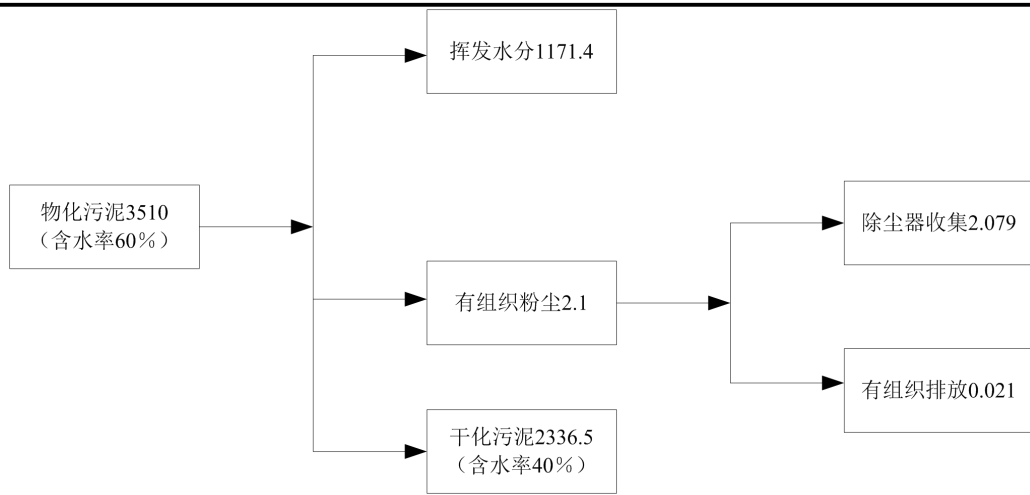 挥发水分1171.4
物化污泥3510
（含水率60％）
除尘器收集2.079
有组织粉尘2.1
有组织排放0.021
干化污泥2336.5
（含水率40％）